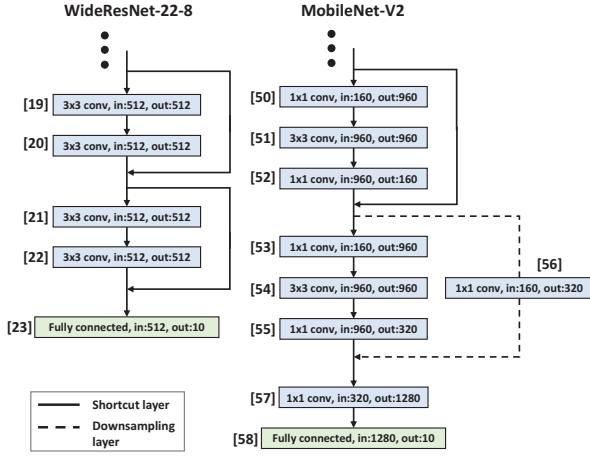 WideResNet-22-8
[19] 3x3 conv, in:512, out:512
[20] 3x3 conv, in:512, out:512
[21] 3x3 conv, in:512, out:512
[22] 3x3 conv, in:512, out:512
[23] Fully connected, in:512, out:10
MobileNet-V2
[50] 1x1 conv, in:160, out:960
[51] 3x3 conv, in:960, out:960
[52] 1x1 conv, in:960, out:160
[53] 1x1 conv, in:160, out:960
[54] 3x3 conv, in:960, out:960
[55] 1x1 conv, in:960, out:320
[56]
1x1 conv, in:160, out:320
[57] 1x1 conv, in:320, out:1280
[58] Fully connected, in:1280, out:10
Shortcut layer
Downsampling
layer